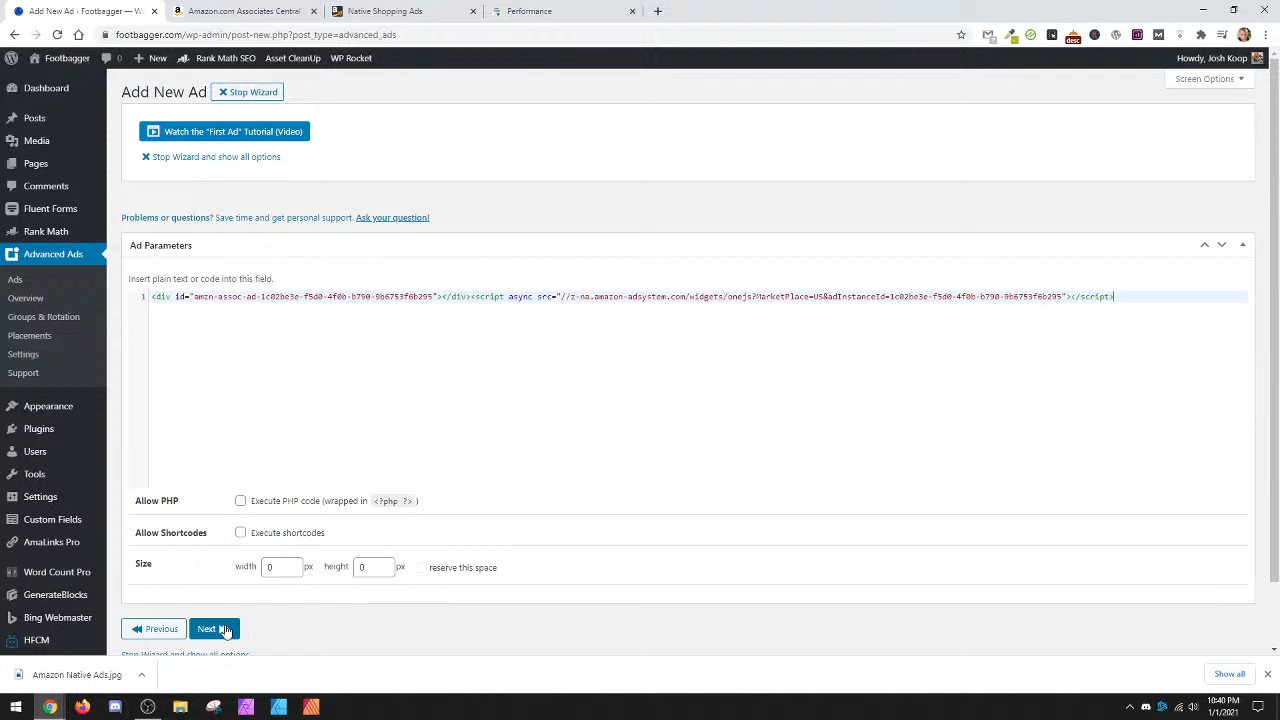 Add New Ad ‹ Footbagger — Wo
Amazon.com Associates Central
Native Shopping Ads
Performance
footbagger.com/wp-admin/post-new.php?post_type=advanced_ads
Footbagger
0
New
Rank Math SEO
Asset CleanUp
WP Rocket
Howdy, Josh Koop
Screen Options
Dashboard
Posts
Media
Pages
Comments
Fluent Forms
Rank Math
Advanced Ads
Ads
Overview
Groups & Rotation
Placements
Settings
Support
Appearance
Plugins
Users
Tools
Settings
Custom Fields
AmaLinks Pro
Word Count Pro
GenerateBlocks
Bing Webmaster
HFCM
Add New Ad
Stop Wizard
Watch the "First Ad" Tutorial (Video)
Stop Wizard and show all options
Problems or questions? Save time and get personal support. Ask your question!
Ad Parameters
Insert plain text or code into this field.
1 <div id="amzn-assoc-ad-1c02be3e-f5d0-4f0b-b790-9b6753f6b295"></div><script async src="//z-na.amazon-adsystem.com/widgets/onejs?MarketPlace=US&adInstanceId=1c02be3e-f5d0-4f0b-b790-9b6753f6b295"></script>
Allow PHP
Execute PHP code (wrapped in <?php ?> )
Allow Shortcodes
Execute shortcodes
Size
width 0 px height 0 px reserve this space
Previous
Next
Stop Wizard and show all options
Amazon Native Ads.jpg
Show all
10:40 PM
1/1/2021